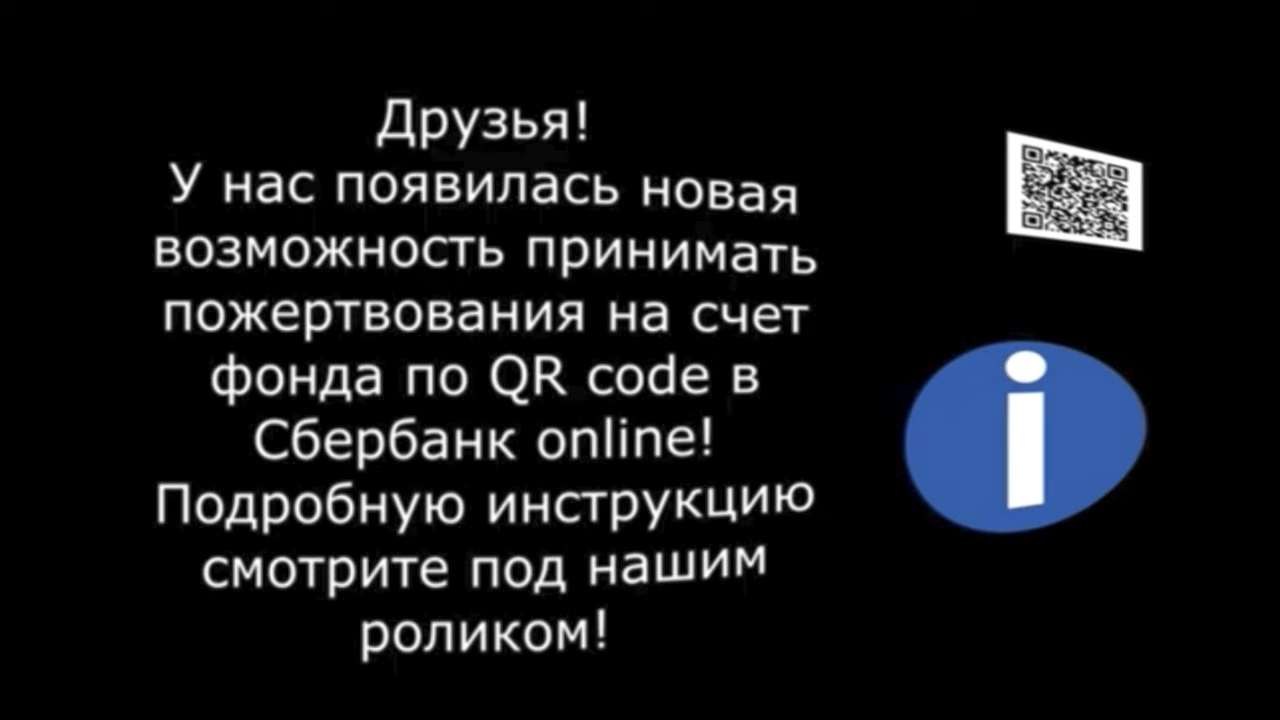 Друзья!
У нас появилась новая
возможность принимать
пожертвования на счет
фонда по QR code в
Сбербанк online!
Подробную инструкцию
смотрите под нашим
роликом!
i